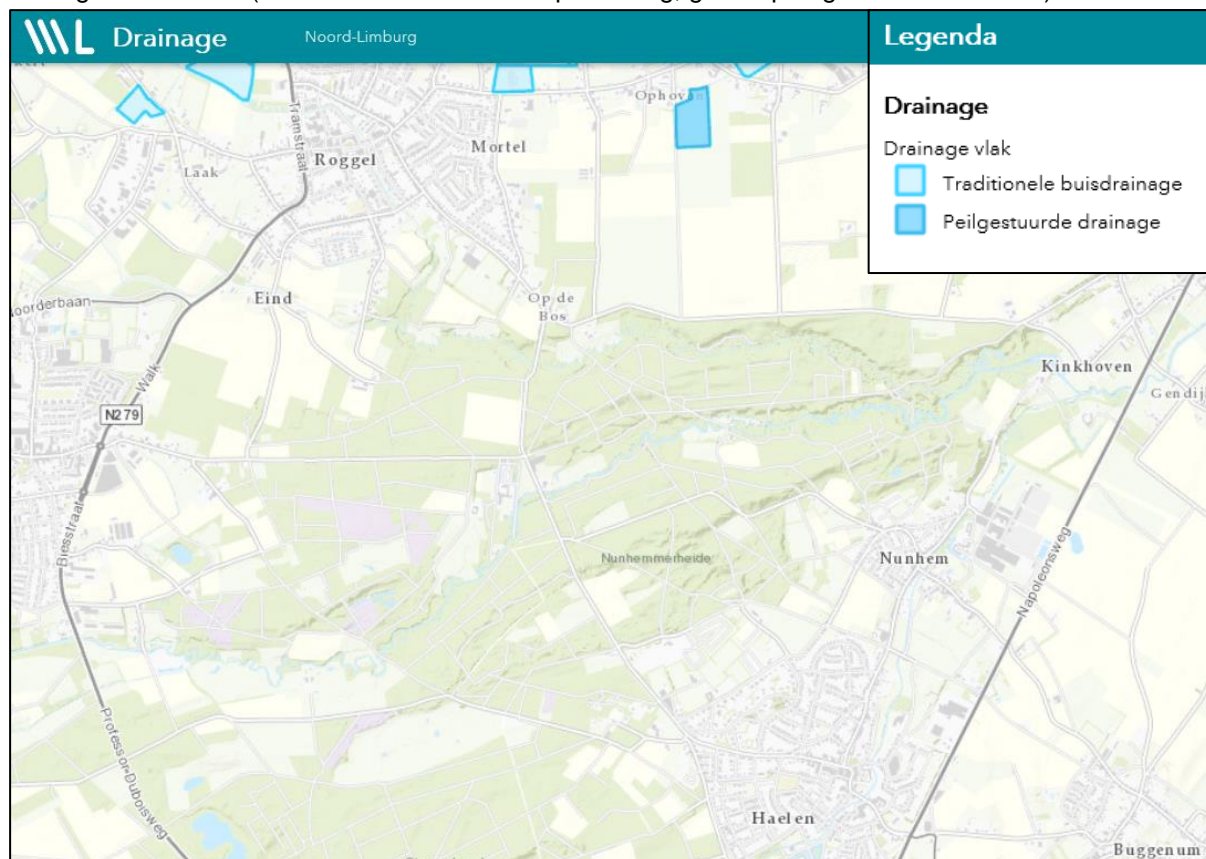 WL Drainage Noord-Limburg
Legenda
Drainage
Drainage vlak
Traditionele buisdrainage
Peilgestuurde drainage
Ophoven
Tramstraat
Mortel
Roggel
Laak
Eind
Op de
Bos
oorderbaan
Walk
Kinkhoven
Gendij
N279
Biesstraat
Nunhemmerheide
Nunhem
Napoleonsweg
Professor-Duboisweg
Haelen
Buggenum